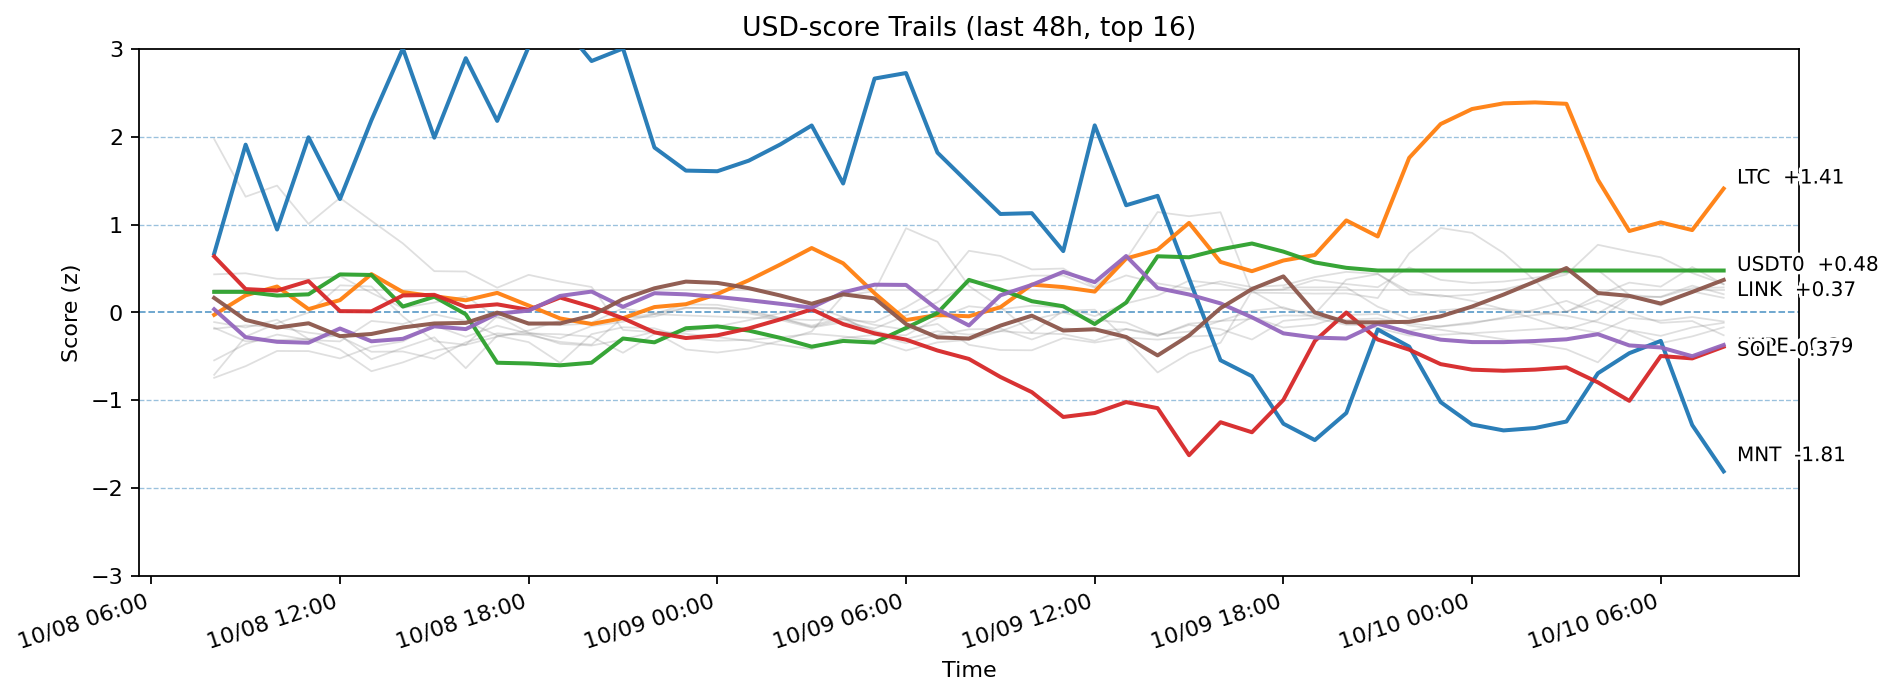 USD-score Trails (last 48h, top 16)
Score (z)
3
2
1
0
−1
−2
−3
LTC +1.41
USDT0 +0.48
LINK +0.37
SOL
MNT -1.81
10/08 06:00
10/08 12:00
10/08 18:00
10/09 00:00
10/09 06:00
10/09 12:00
10/09 18:00
10/10 00:00
10/10 06:00
Time